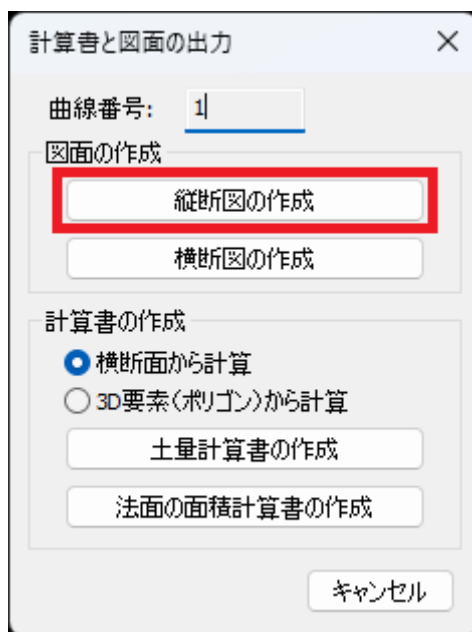 計算書と図面の出力
曲線番号: 1
図面の作成
縦断図の作成
横断図の作成
計算書の作成
横断面から計算
3D要素(ポリゴン)から計算
土量計算書の作成
法面の面積計算書の作成
キャンセル